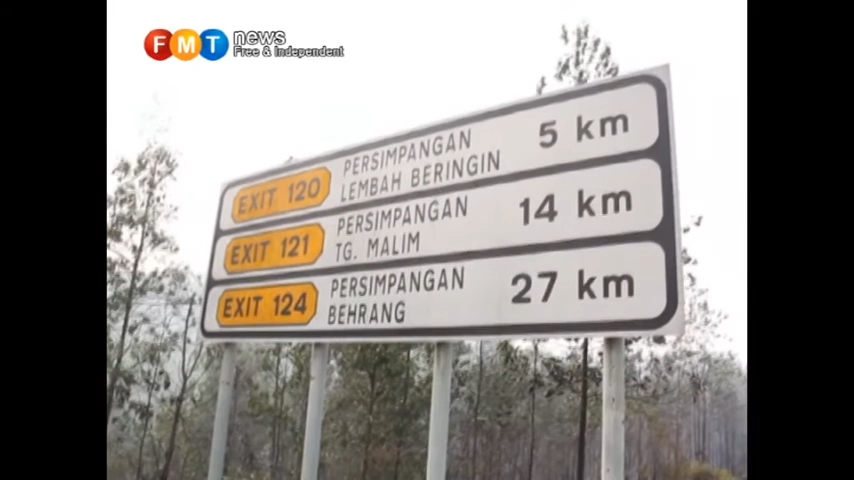 FMT news
Free & Independent
EXIT 120 PERSIMPANGAN LEMBAH BERINGIN 5 km
EXIT 121 PERSIMPANGAN TG. MALIM 14 km
EXIT 124 PERSIMPANGAN BEHRANG 27 km